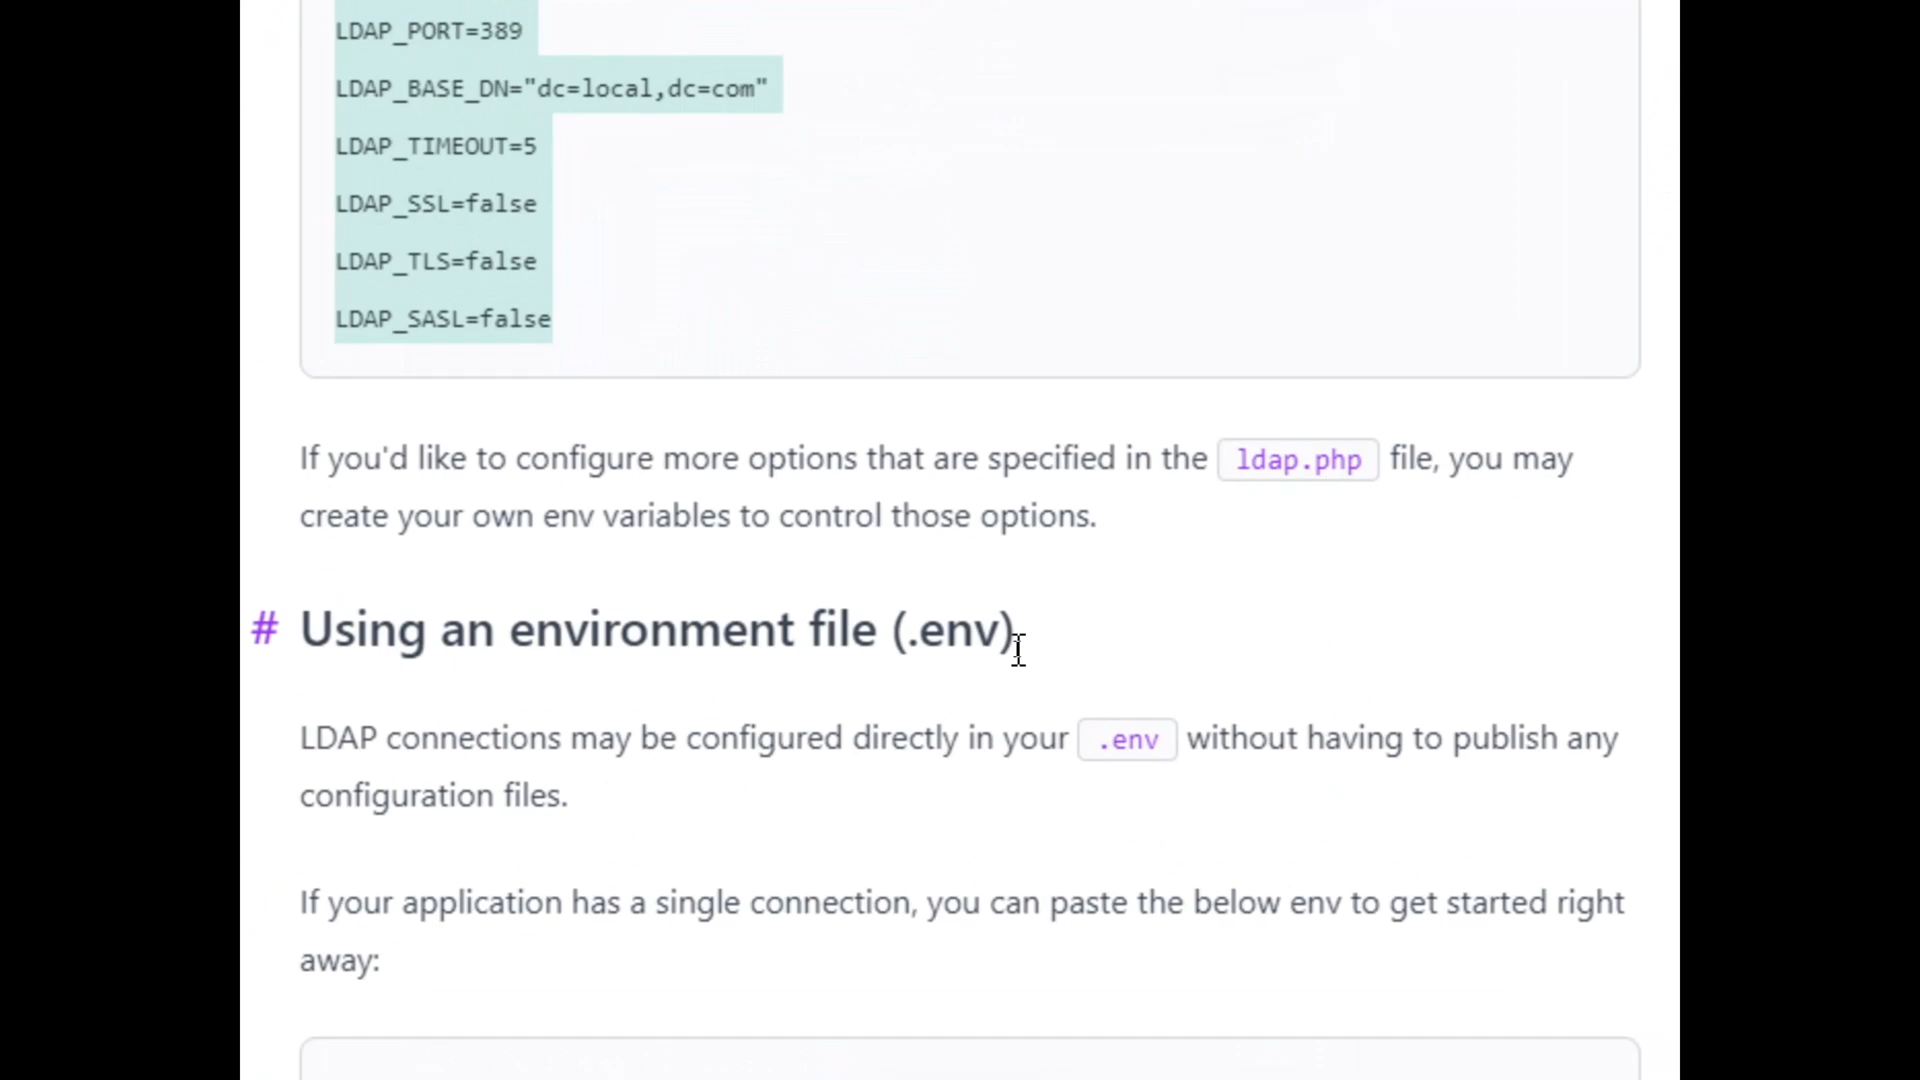 LDAP_PORT=389
LDAP_BASE_DN="dc=local,dc=com"
LDAP_TIMEOUT=5
LDAP_SSL=false
LDAP_TLS=false
LDAP_SASL=false
If you'd like to configure more options that are specified in the ldap.php file, you may
create your own env variables to control those options.
# Using an environment file (.env)
LDAP connections may be configured directly in your .env without having to publish any
configuration files.
If your application has a single connection, you can paste the below env to get started right
away: